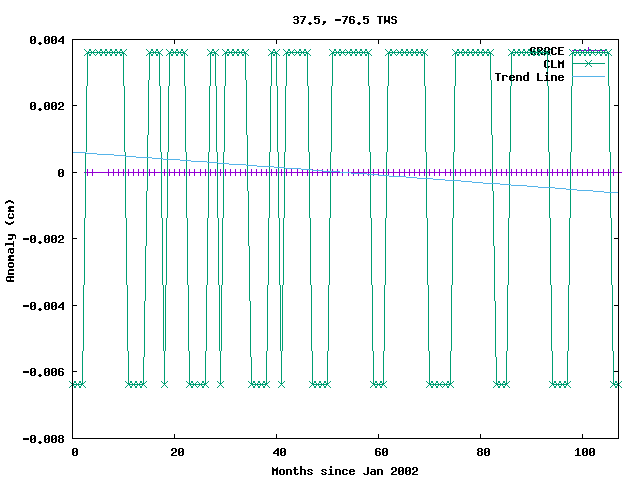 37.5, -76.5 TWS
0.004
0.002
0
-0.002
-0.004
-0.006
-0.008
Anomaly (cm)
GRACE
CLM
Trend Line
0 20 40 60 80 100
Months since Jan 2002